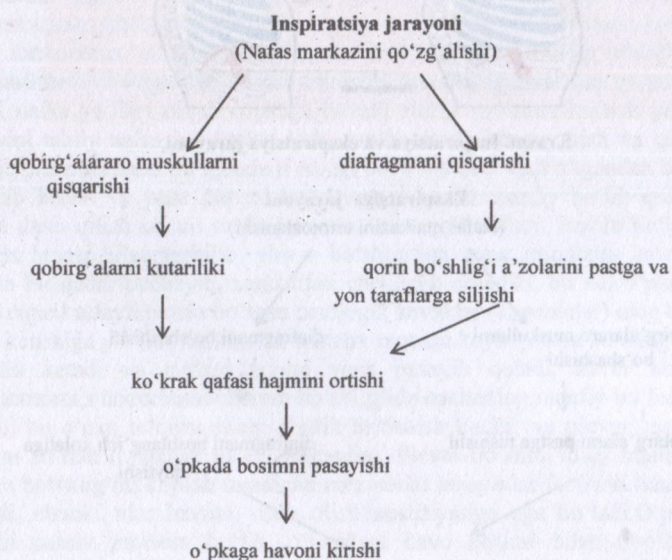 Inspiratsiya jarayoni
(Nafas markazini qo‘zg‘alishi)
qobirg‘álararo muskullarni
qisqarishi
diafragmani qisqarishi
qobirg‘alarni kutariliki
qorin bo‘shlig‘i a’zolarini pastga va
yon taraflarga siljishi
ko‘krak qafasi hajmini ortishi
o‘pkada bosimni pasayishi
o‘pkaga havoni kirishi